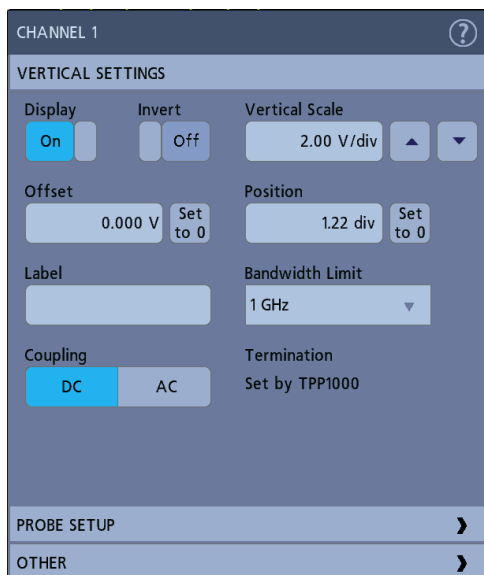 CHANNEL 1 ?
VERTICAL SETTINGS
Display Invert Vertical Scale
On Off 2.00 V/div
Offset Position
0.000 V Set to 0 1.22 div Set to 0
Label Bandwidth Limit
1 GHz
Coupling Termination
DC AC Set by TPP1000
PROBE SETUP
OTHER